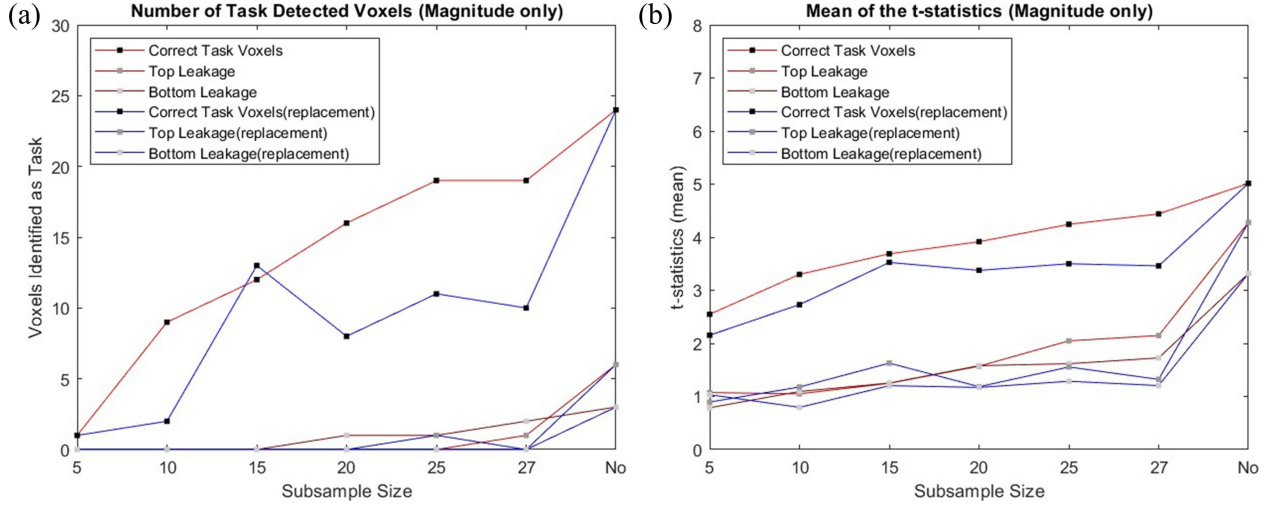 (a)
Number of Task Detected Voxels (Magnitude only)
30
25
20
15
10
5
0
Voxels Identified as Task
Correct Task Voxels
Top Leakage
Bottom Leakage
Correct Task Voxels(replacement)
Top Leakage(replacement)
Bottom Leakage(replacement)
5 10 15 20 25 27 No
Subsample Size
(b)
Mean of the t-statistics (Magnitude only)
8
7
6
5
4
3
2
1
0
t-statistics (mean)
Correct Task Voxels
Top Leakage
Bottom Leakage
Correct Task Voxels(replacement)
Top Leakage(replacement)
Bottom Leakage(replacement)
5 10 15 20 25 27 No
Subsample Size